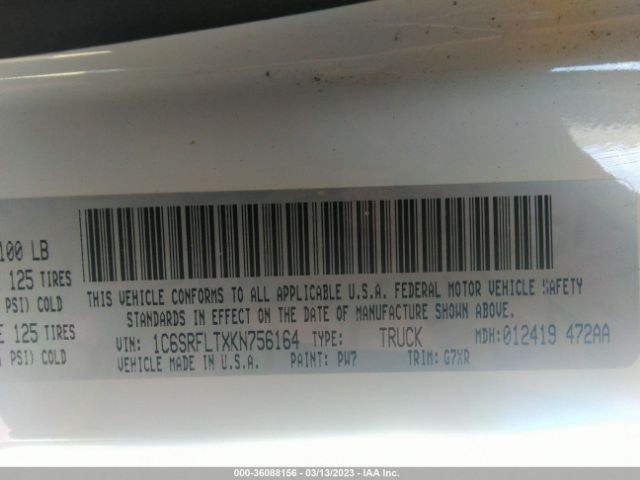 100 LB
125 TIRES
PSI) COLD
E 125 TIRES
PSI) COLD
THIS VEHICLE CONFORMS TO ALL APPLICABLE U.S.A. FEDERAL MOTOR VEHICLE SAFETY
STANDARDS IN EFFECT ON THE DATE OF MANUFACTURE SHOWN ABOVE.
VIN: 1C6SRFLTXKN756164 TYPE: TRUCK MDH: 012419 472AA
VEHICLE MADE IN U.S.A. PAINT: PW7 TRIM: G7XR
000-36088156 - 03/13/2023 - IAA Inc.